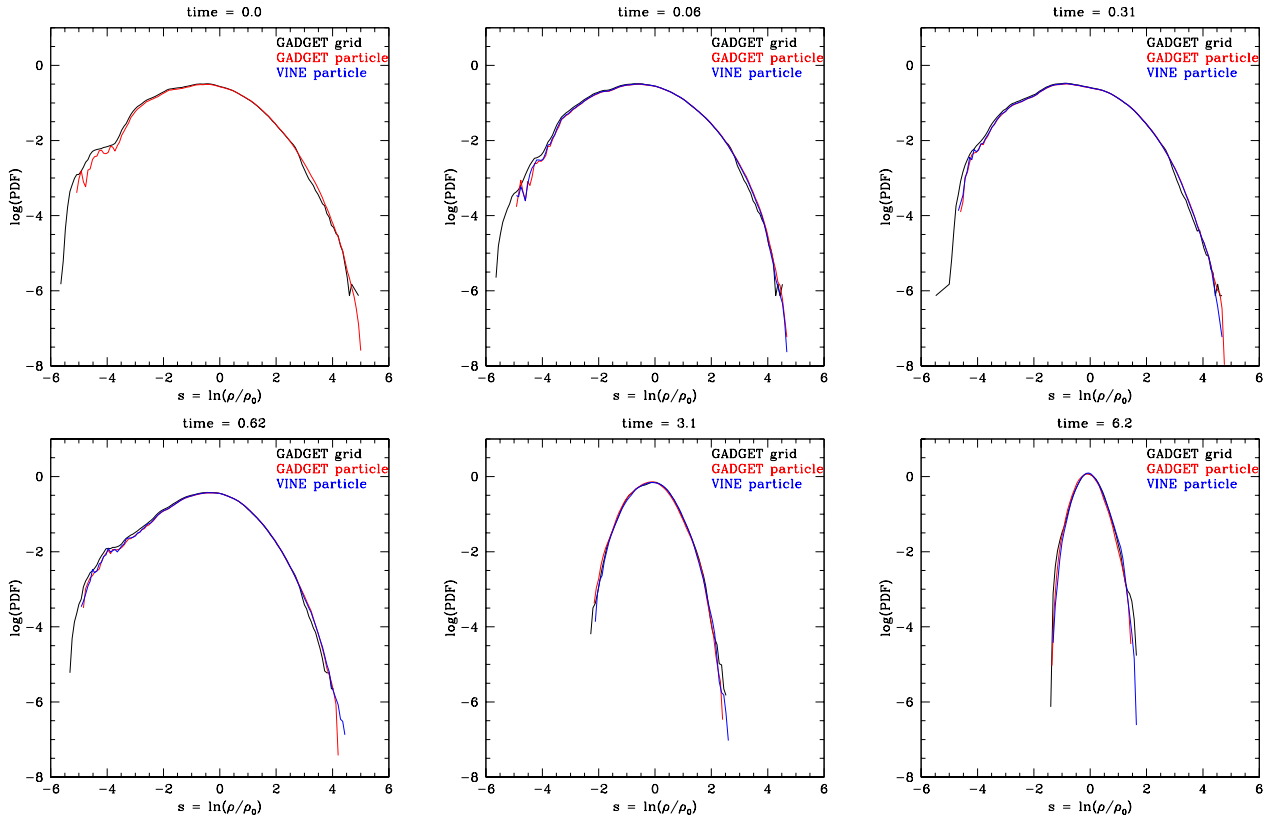 time = 0.0
GADGET grid
GADGET particle
VINE particle
log(PDF)
0
−2
−4
−6
−8
−6 −4 −2 0 2 4 6
s = ln(ρ/ρ0)
time = 0.06
GADGET grid
GADGET particle
VINE particle
log(PDF)
0
−2
−4
−6
−8
−6 −4 −2 0 2 4 6
s = ln(ρ/ρ0)
time = 0.31
GADGET grid
GADGET particle
VINE particle
log(PDF)
0
−2
−4
−6
−8
−6 −4 −2 0 2 4 6
s = ln(ρ/ρ0)
time = 0.62
GADGET grid
GADGET particle
VINE particle
log(PDF)
0
−2
−4
−6
−8
−6 −4 −2 0 2 4 6
s = ln(ρ/ρ0)
time = 3.1
GADGET grid
GADGET particle
VINE particle
log(PDF)
0
−2
−4
−6
−8
−6 −4 −2 0 2 4 6
s = ln(ρ/ρ0)
time = 6.2
GADGET grid
GADGET particle
VINE particle
log(PDF)
0
−2
−4
−6
−8
−6 −4 −2 0 2 4 6
s = ln(ρ/ρ0)